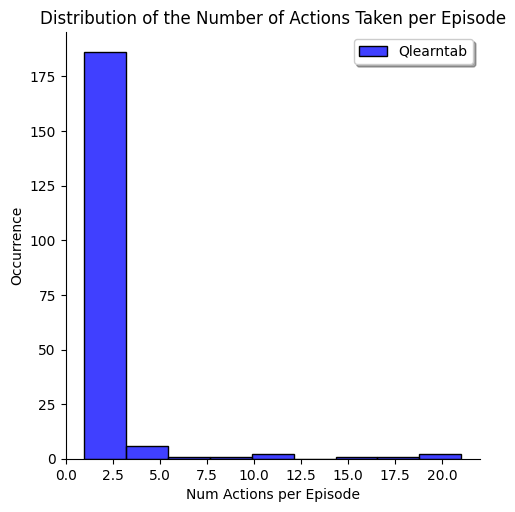 Distribution of the Number of Actions Taken per Episode
Qlearntab
175
150
125
100
75
50
25
0
Occurrence
0.0 2.5 5.0 7.5 10.0 12.5 15.0 17.5 20.0
Num Actions per Episode